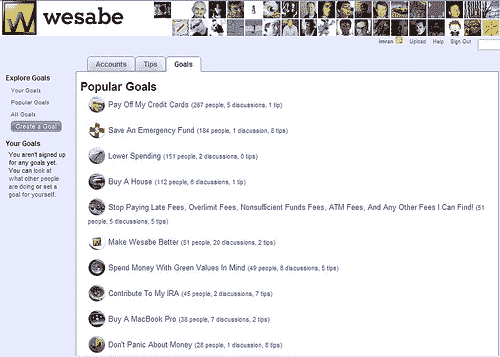 wesabe
imran Upload Help Sign Out
Accounts Tips Goals
Explore Goals
Your Goals
Popular Goals
All Goals
Create a Goal
Your Goals
You aren't signed up
for any goals yet.
You can look at
what other
people are doing or set a
goal for yourself.
Popular Goals
Pay Off My Credit Cards (287 people, 5 discussions, 1 tip)
Save An Emergency Fund (184 people, 1 discussion, 8 tips)
Lower Spending (151 people, 2 discussions, 0 tips)
Buy A House (112 people, 6 discussions, 1 tip)
Stop Paying Late Fees, Overlimit Fees, Nonsufficient Funds Fees, ATM Fees, And Any Other Fees I Can Find! (51
people, 5 discussions, 5 tips)
Make Wesabe Better (51 people, 20 discussions, 2 tips)
Spend Money With Green Values In Mind (49 people, 8 discussions, 5 tips)
Contribute To My IRA (45 people, 2 discussions, 7 tips)
Buy A MacBook Pro (38 people, 7 discussions, 2 tips)
Don't Panic About Money (28 people, 1 discussion, 8 tips)